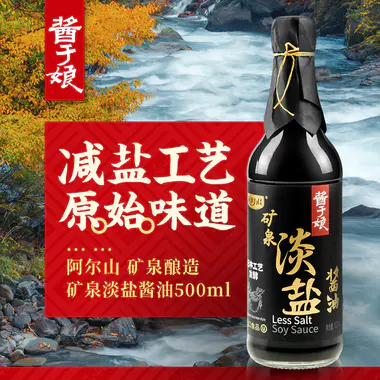 酱子娘
减盐工艺
原始味道
阿尔山 矿泉酿造
矿泉淡盐酱油500ml
酱子娘
矿泉
淡盐
酱油
Less Salt
Soy Sauce